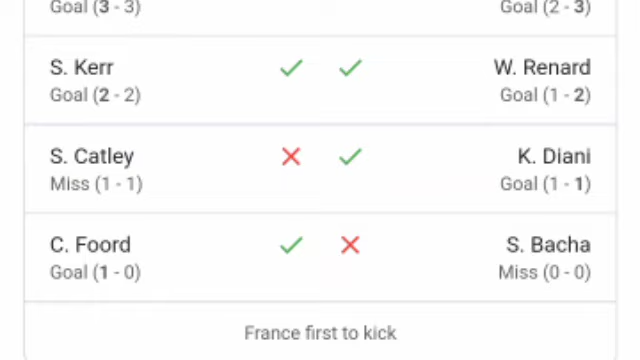 Goal (3 - 3) Goal (2 - 3)
S. Kerr W. Renard
Goal (2 - 2) Goal (1 - 2)
S. Catley K. Diani
Miss (1 - 1) Goal (1 - 1)
C. Foord S. Bacha
Goal (1 - 0) Miss (0 - 0)
France first to kick